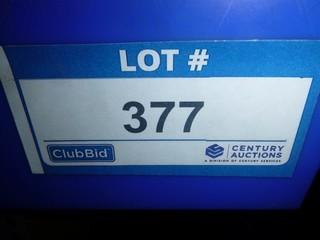 LOT #
377
ClubBid
CENTURY
AUCTIONS
A DIVISION OF CENTURY SERVICES